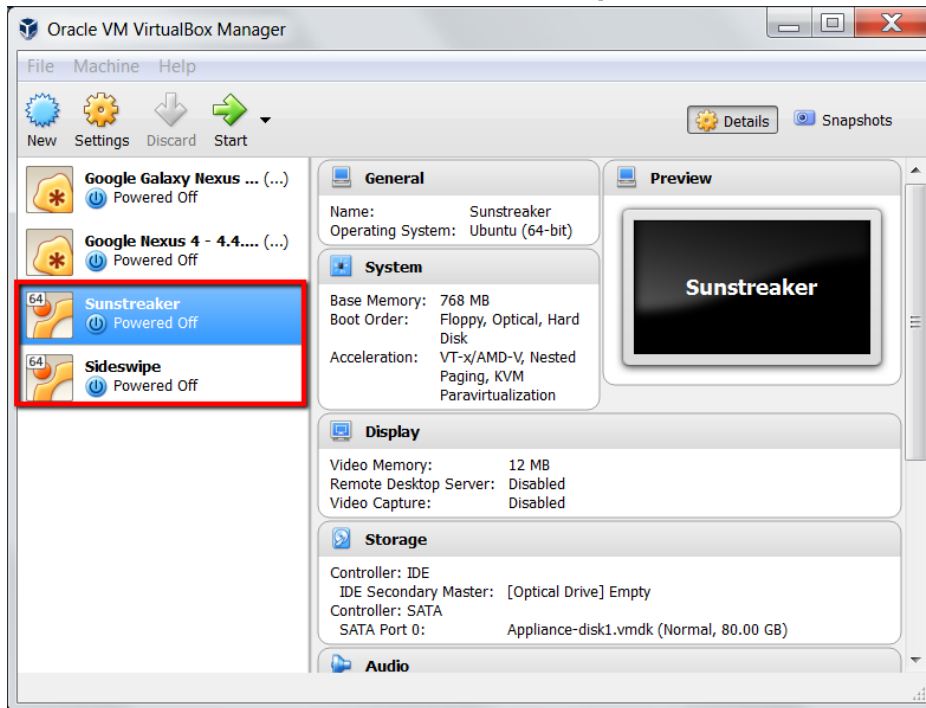 Oracle VM VirtualBox Manager
File Machine Help
New Settings Discard Start
Details Snapshots
Google Galaxy Nexus ... (...)
Powered Off
Google Nexus 4 - 4.4.... (...)
Powered Off
64
Sunstreaker
Powered Off
64
Sideswipe
Powered Off
General
Name: Sunstreaker
Operating System: Ubuntu (64-bit)
System
Base Memory: 768 MB
Boot Order: Floppy, Optical, Hard
Disk
Acceleration: VT-x/AMD-V, Nested
Paging, KVM
Paravirtualization
Preview
Sunstreaker
Display
Video Memory: 12 MB
Remote Desktop Server: Disabled
Video Capture: Disabled
Storage
Controller: IDE
IDE Secondary Master: [Optical Drive] Empty
Controller: SATA
SATA Port 0: Appliance-disk1.vmdk (Normal, 80.00 GB)
Audio